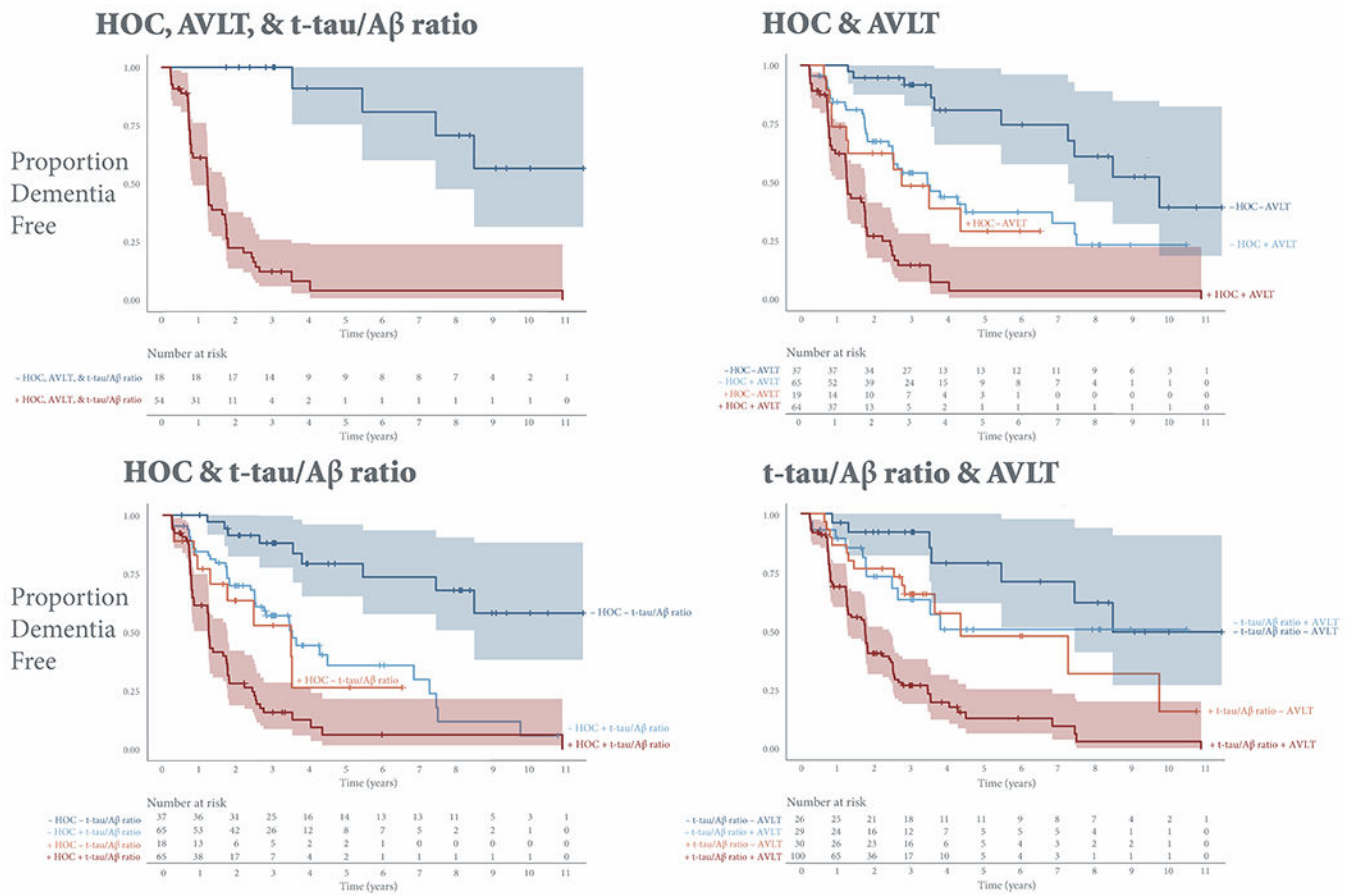 HOC, AVLT, & t-tau/Aβ ratio
Proportion
Dementia
Free
1.00
0.75
0.50
0.25
0.00
0 1 2 3 4 5 6 7 8 9 10 11
Time (years)
Number at risk
– HOC, AVLT, & t-tau/Aβ ratio 18 18 17 14 9 9 8 8 7 4 2 1
+ HOC, AVLT, & t-tau/Aβ ratio 54 31 11 4 2 1 1 1 1 1 1 0
0 1 2 3 4 5 6 7 8 9 10 11
Time (years)
HOC & AVLT
1.00
0.75
0.50
0.25
0.00
– HOC – AVLT
+ HOC – AVLT
– HOC + AVLT
+ HOC + AVLT
0 1 2 3 4 5 6 7 8 9 10 11
Time (years)
Number at risk
– HOC – AVLT 37 37 34 27 13 13 12 11 9 6 3 1
– HOC + AVLT 65 52 39 24 15 9 8 7 4 1 1 0
+ HOC – AVLT 19 14 10 7 4 3 1 0 0 0 0 0
+ HOC + AVLT 64 37 13 5 2 1 1 1 1 1 1 0
0 1 2 3 4 5 6 7 8 9 10 11
Time (years)
HOC & t-tau/Aβ ratio
Proportion
Dementia
Free
1.00
0.75
0.50
0.25
0.00
– HOC – t-tau/Aβ ratio
+ HOC – t-tau/Aβ ratio
– HOC + t-tau/Aβ ratio
+ HOC + t-tau/Aβ ratio
0 1 2 3 4 5 6 7 8 9 10 11
Time (years)
Number at risk
– HOC – t-tau/Aβ ratio 37 36 31 25 16 14 13 13 11 5 3 1
– HOC + t-tau/Aβ ratio 65 53 42 26 12 8 7 5 2 2 1 0
+ HOC – t-tau/Aβ ratio 18 13 6 5 2 2 1 0 0 0 0 0
+ HOC + t-tau/Aβ ratio 65 38 17 7 4 2 1 1 1 1 1 0
0 1 2 3 4 5 6 7 8 9 10 11
Time (years)
t-tau/Aβ ratio & AVLT
1.00
0.75
0.50
0.25
0.00
– t-tau/Aβ ratio + AVLT
– t-tau/Aβ ratio – AVLT
+ t-tau/Aβ ratio – AVLT
+ t-tau/Aβ ratio + AVLT
0 1 2 3 4 5 6 7 8 9 10 11
Time (years)
Number at risk
– t-tau/Aβ ratio – AVLT 26 25 21 18 11 11 9 8 7 4 2 1
– t-tau/Aβ ratio + AVLT 29 24 16 12 7 5 5 5 4 1 1 0
+ t-tau/Aβ ratio – AVLT 30 26 23 16 6 5 4 3 2 2 1 0
+ t-tau/Aβ ratio + AVLT 100 65 36 17 10 5 4 3 1 1 1 0
0 1 2 3 4 5 6 7 8 9 10 11
Time (years)